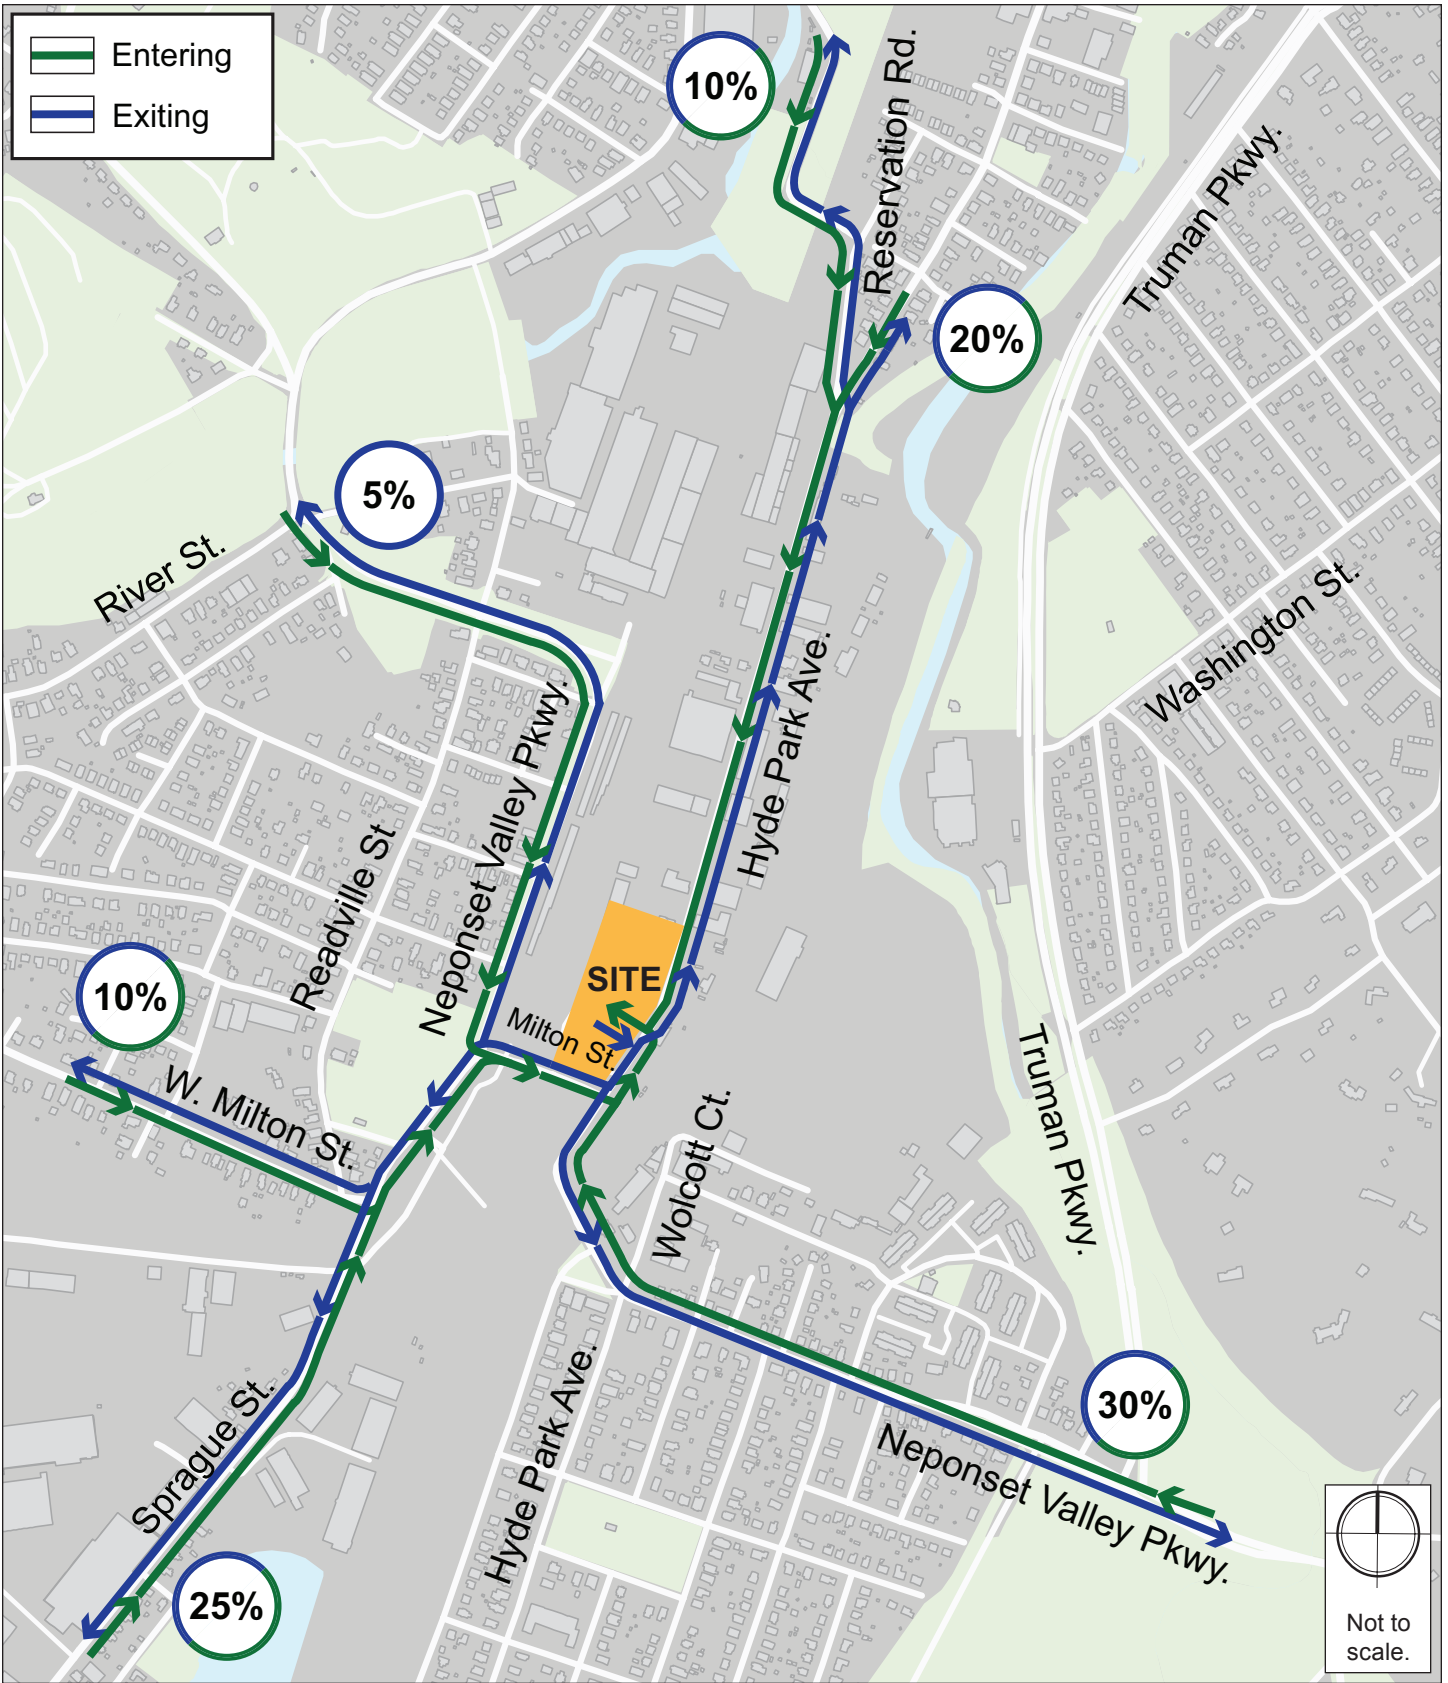 Entering
Exiting
10%
Reservation Rd.
Truman Pkwy.
20%
5%
River St.
Washington St.
Hyde Park Ave.
Neponset Valley Pkwy.
Readville St
SITE
10%
Milton St.
W. Milton St.
Truman Pkwy.
Wolcott Ct.
Hyde Park Ave.
Sprague St.
30%
Neponset Valley Pkwy.
25%
Not to
scale.